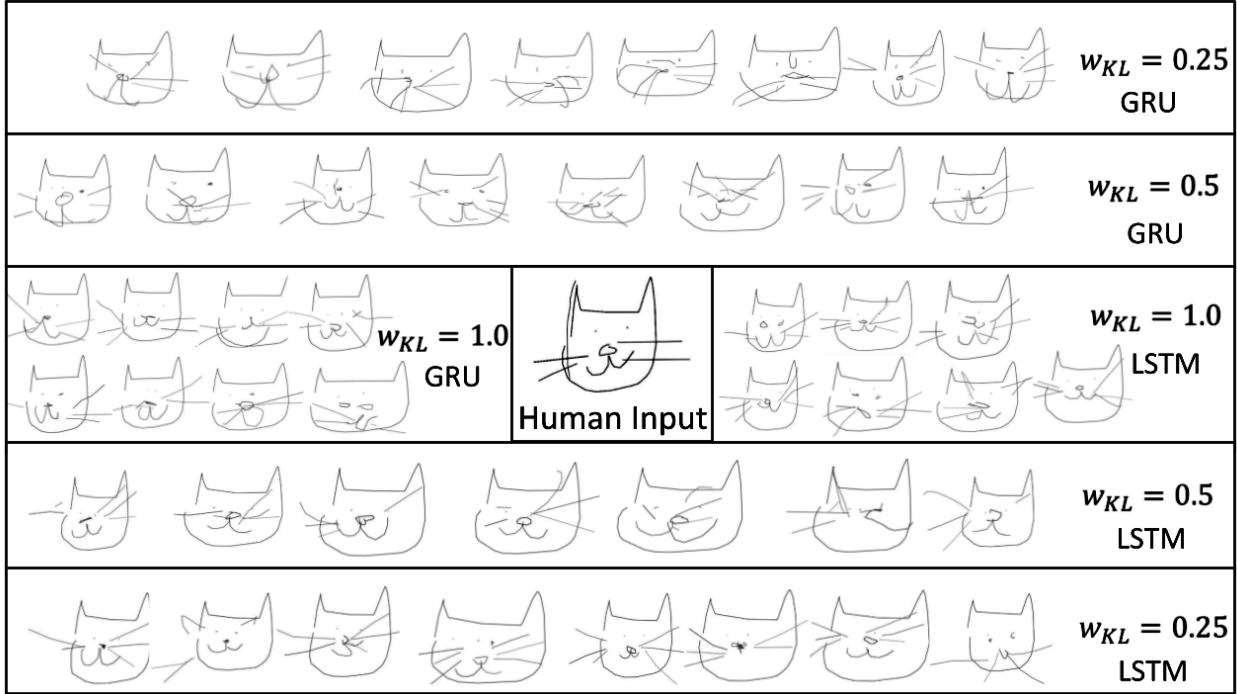 w_KL = 0.25
GRU
w_KL = 0.5
GRU
w_KL = 1.0
GRU
Human Input
w_KL = 1.0
LSTM
w_KL = 0.5
LSTM
w_KL = 0.25
LSTM